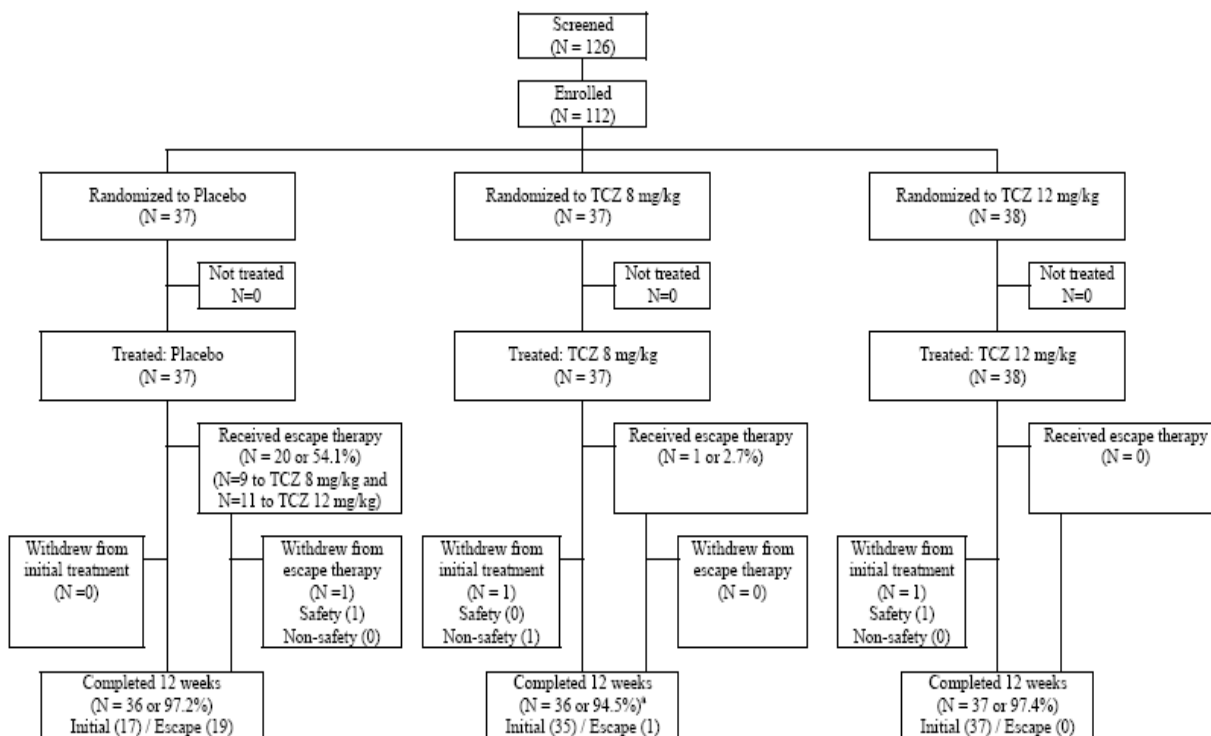 Screened
(N = 126)
Enrolled
(N = 112)
Randomized to Placebo
(N = 37)
Randomized to TCZ 8 mg/kg
(N = 37)
Randomized to TCZ 12 mg/kg
(N = 38)
Not treated
N=0
Not treated
N=0
Not treated
N=0
Treated: Placebo
(N = 37)
Treated: TCZ 8 mg/kg
(N = 37)
Treated: TCZ 12 mg/kg
(N = 38)
Received escape therapy
(N = 20 or 54.1%)
(N=9 to TCZ 8 mg/kg and
N=11 to TCZ 12 mg/kg)
Received escape therapy
(N = 1 or 2.7%)
Received escape therapy
(N = 0)
Withdrew from
initial treatment
(N =0)
Withdrew from
escape therapy
(N =1)
Safety (1)
Non-safety (0)
Withdrew from
initial treatment
(N = 1)
Safety (0)
Non-safety (1)
Withdrew from
escape therapy
(N = 0)
Withdrew from
initial treatment
(N = 1)
Safety (1)
Non-safety (0)
Completed 12 weeks
(N = 36 or 97.2%)
Initial (17) / Escape (19)
Completed 12 weeks
(N = 36 or 94.5%)ª
Initial (35) / Escape (1)
Completed 12 weeks
(N = 37 or 97.4%)
Initial (37) / Escape (0)